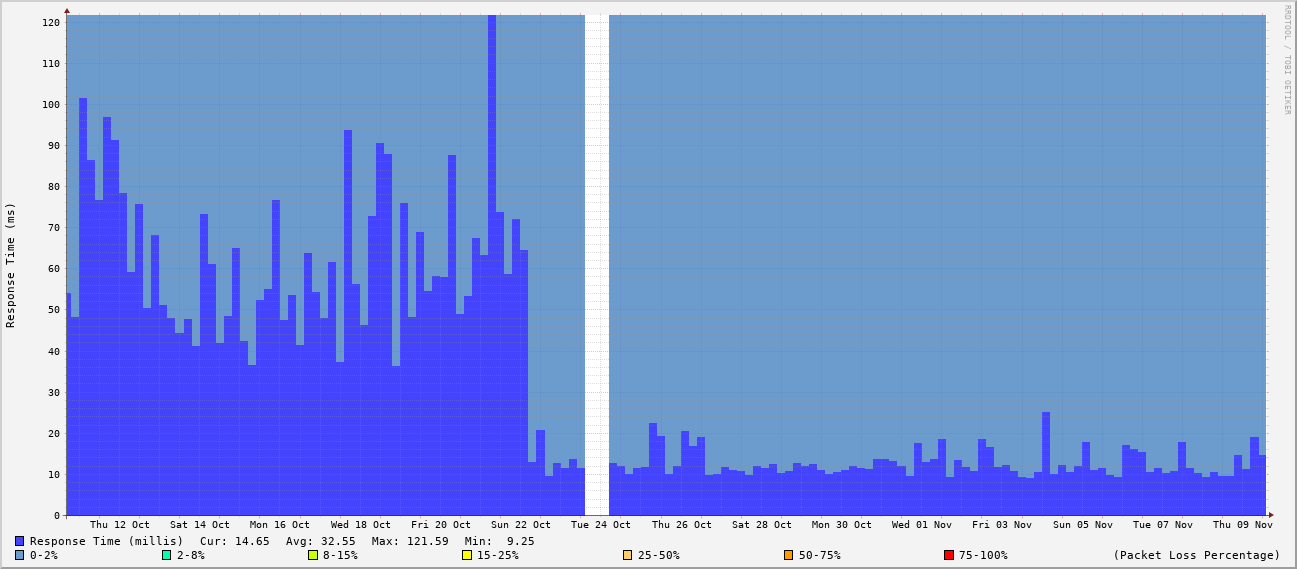 RRDTOOL / TOBI OETIKER
Response Time (ms)
120
110
100
90
80
70
60
50
40
30
20
10
0
Thu 12 Oct Sat 14 Oct Mon 16 Oct Wed 18 Oct Fri 20 Oct Sun 22 Oct Tue 24 Oct Thu 26 Oct Sat 28 Oct Mon 30 Oct Wed 01 Nov Fri 03 Nov Sun 05 Nov Tue 07 Nov Thu 09 Nov
Response Time (millis) Cur: 14.65 Avg: 32.55 Max: 121.59 Min: 9.25
0-2% 2-8% 8-15% 15-25% 25-50% 50-75% 75-100% (Packet Loss Percentage)